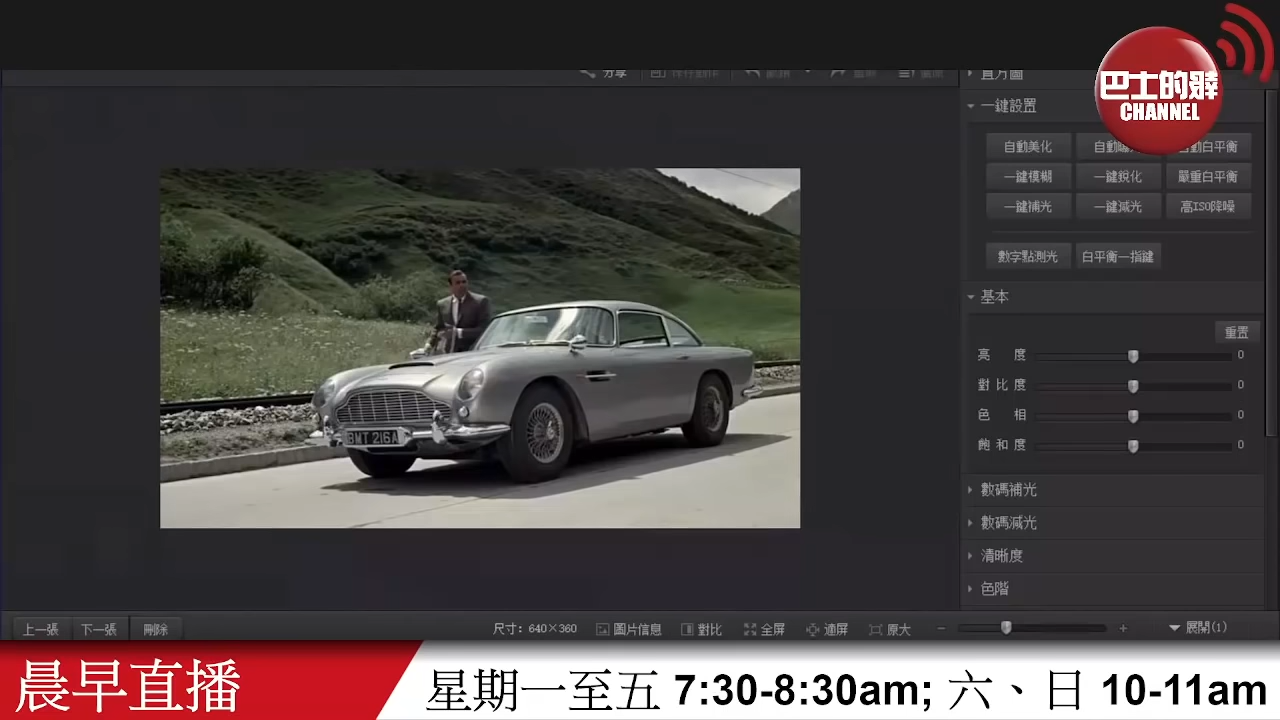 分享
直方圖
巴士的報
CHANNEL
一鍵設置
自動美化
自動白平衡
一鍵模糊 一鍵銳化 嚴重白平衡
一鍵補光 一鍵減光 高ISO降噪
數字點測光 白平衡一指鍵
基本
重置
亮度 0
對比度 0
色相 0
飽和度 0
數碼補光
數碼減光
清晰度
色階
BMT 216A
上一張 下一張 刪除 尺寸: 640×360 圖片信息 對比 全屏 適屏 原大 展開(1)
晨早直播 星期一至五 7:30-8:30am; 六、日 10-11am